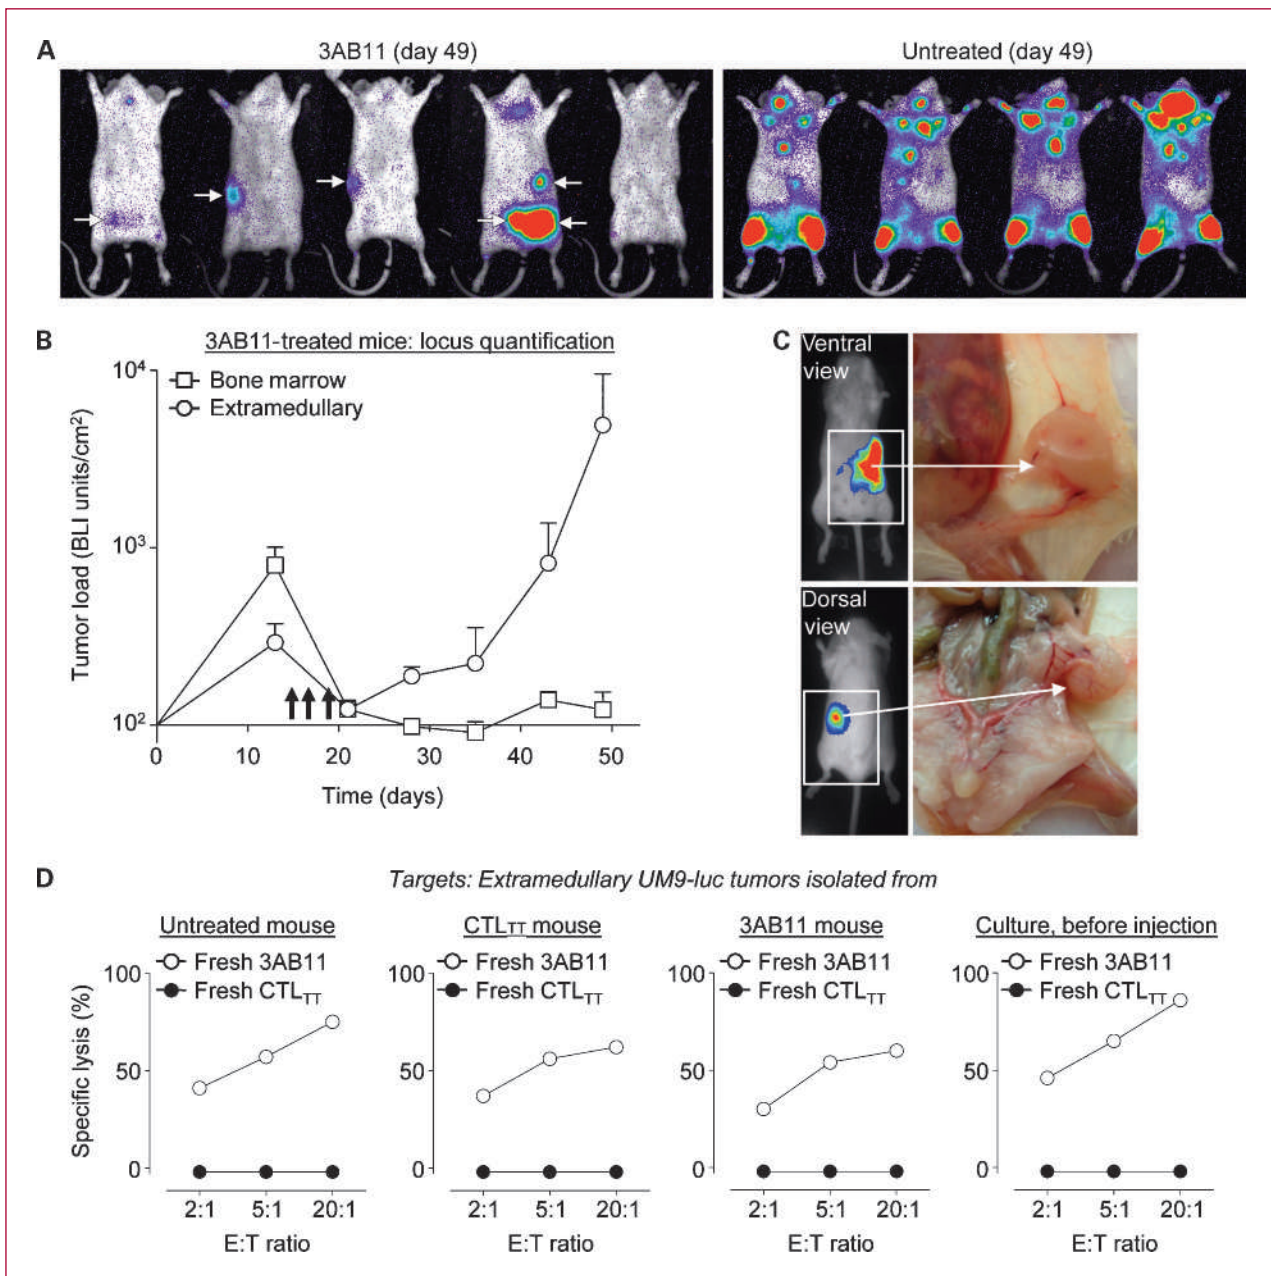 A
3AB11 (day 49)
Untreated (day 49)
B
3AB11-treated mice: locus quantification
Bone marrow
Extramedullary
10⁴
10³
10²
Tumor load (BLI units/cm²)
0 10 20 30 40 50
Time (days)
C
Ventral
view
Dorsal
view
D
Targets: Extramedullary UM9-luc tumors isolated from
Untreated mouse
Fresh 3AB11
Fresh CTL_TT
100
50
0
Specific lysis (%)
2:1 5:1 20:1
E:T ratio
CTL_TT mouse
Fresh 3AB11
Fresh CTL_TT
100
50
0
2:1 5:1 20:1
E:T ratio
3AB11 mouse
Fresh 3AB11
Fresh CTL_TT
100
50
0
2:1 5:1 20:1
E:T ratio
Culture, before injection
Fresh 3AB11
Fresh CTL_TT
100
50
0
2:1 5:1 20:1
E:T ratio